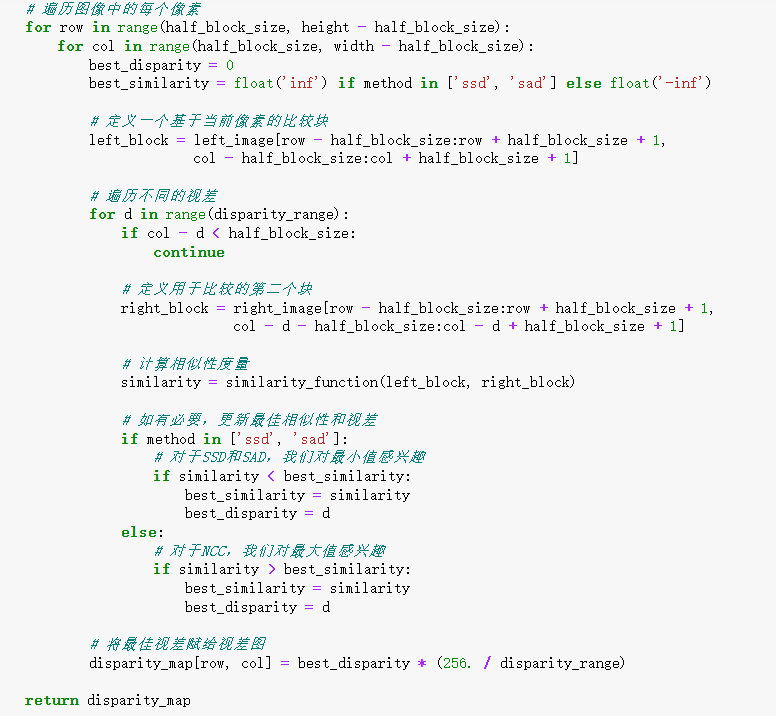 # 遍历图像中的每个像素
for row in range(half_block_size, height - half_block_size):
    for col in range(half_block_size, width - half_block_size):
        best_disparity = 0
        best_similarity = float('inf') if method in ['ssd', 'sad'] else float('-inf')

        # 定义一个基于当前像素的比较块
        left_block = left_image[row - half_block_size:row + half_block_size + 1,
                     col - half_block_size:col + half_block_size + 1]

        # 遍历不同的视差
        for d in range(disparity_range):
            if col - d < half_block_size:
                continue

            # 定义用于比较的第二个块
            right_block = right_image[row - half_block_size:row + half_block_size + 1,
                          col - d - half_block_size:col - d + half_block_size + 1]

            # 计算相似性度量
            similarity = similarity_function(left_block, right_block)

            # 如有必要，更新最佳相似性和视差
            if method in ['ssd', 'sad']:
                # 对于SSD和SAD，我们对最小值感兴趣
                if similarity < best_similarity:
                    best_similarity = similarity
                    best_disparity = d
            else:
                # 对于NCC，我们对最大值感兴趣
                if similarity > best_similarity:
                    best_similarity = similarity
                    best_disparity = d

        # 将最佳视差赋给视差图
        disparity_map[row, col] = best_disparity * (256. / disparity_range)

return disparity_map